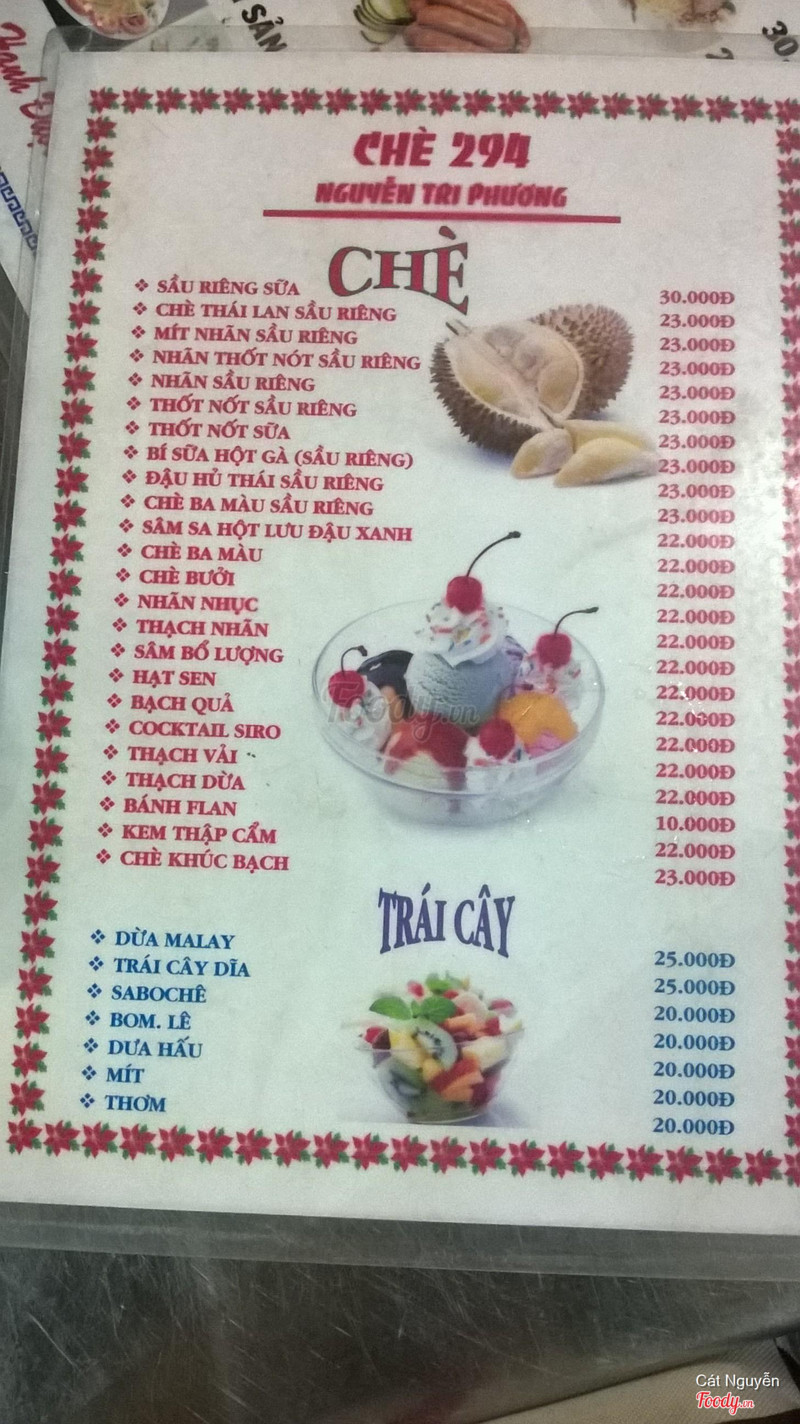 Thanh
SẢN
30
CHÈ 294
NGUYỄN TRI PHƯƠNG
CHÈ
❖ SẦU RIÊNG SỮA 30.000Đ
❖ CHÈ THÁI LAN SẦU RIÊNG 23.000Đ
❖ MÍT NHÃN SẦU RIÊNG 23.000Đ
❖ NHÃN THỐT NÓT SẦU RIÊNG 23.000Đ
❖ NHÃN SẦU RIÊNG 23.000Đ
❖ THỐT NỐT SẦU RIÊNG 23.000Đ
❖ THỐT NỐT SỮA 23.000Đ
❖ BÍ SỮA HỘT GÀ (SẦU RIÊNG) 23.000Đ
❖ ĐẬU HỦ THÁI SẦU RIÊNG 23.000Đ
❖ CHÈ BA MÀU SẦU RIÊNG 23.000Đ
❖ SÂM SA HỘT LƯU ĐẬU XANH 22.000Đ
❖ CHÈ BA MÀU 22.000Đ
❖ CHÈ BƯỞI 22.000Đ
❖ NHÃN NHỤC 22.000Đ
❖ THẠCH NHÃN 22.000Đ
❖ SÂM BỔ LƯỢNG 22.000Đ
❖ HẠT SEN 22.000Đ
❖ BẠCH QUẢ 22.000Đ
❖ COCKTAIL SIRO 22.000Đ
❖ THẠCH VẢI 22.000Đ
❖ THẠCH DỪA 22.000Đ
❖ BÁNH FLAN 10.000Đ
❖ KEM THẬP CẨM 22.000Đ
❖ CHÈ KHÚC BẠCH 23.000Đ
Foody.vn
TRÁI CÂY
❖ DỪA MALAY 25.000Đ
❖ TRÁI CÂY DĨA 25.000Đ
❖ SABOCHÊ 20.000Đ
❖ BOM. LÊ 20.000Đ
❖ DƯA HẤU 20.000Đ
❖ MÍT 20.000Đ
❖ THƠM 20.000Đ
Cát Nguyễn
Foody.vn